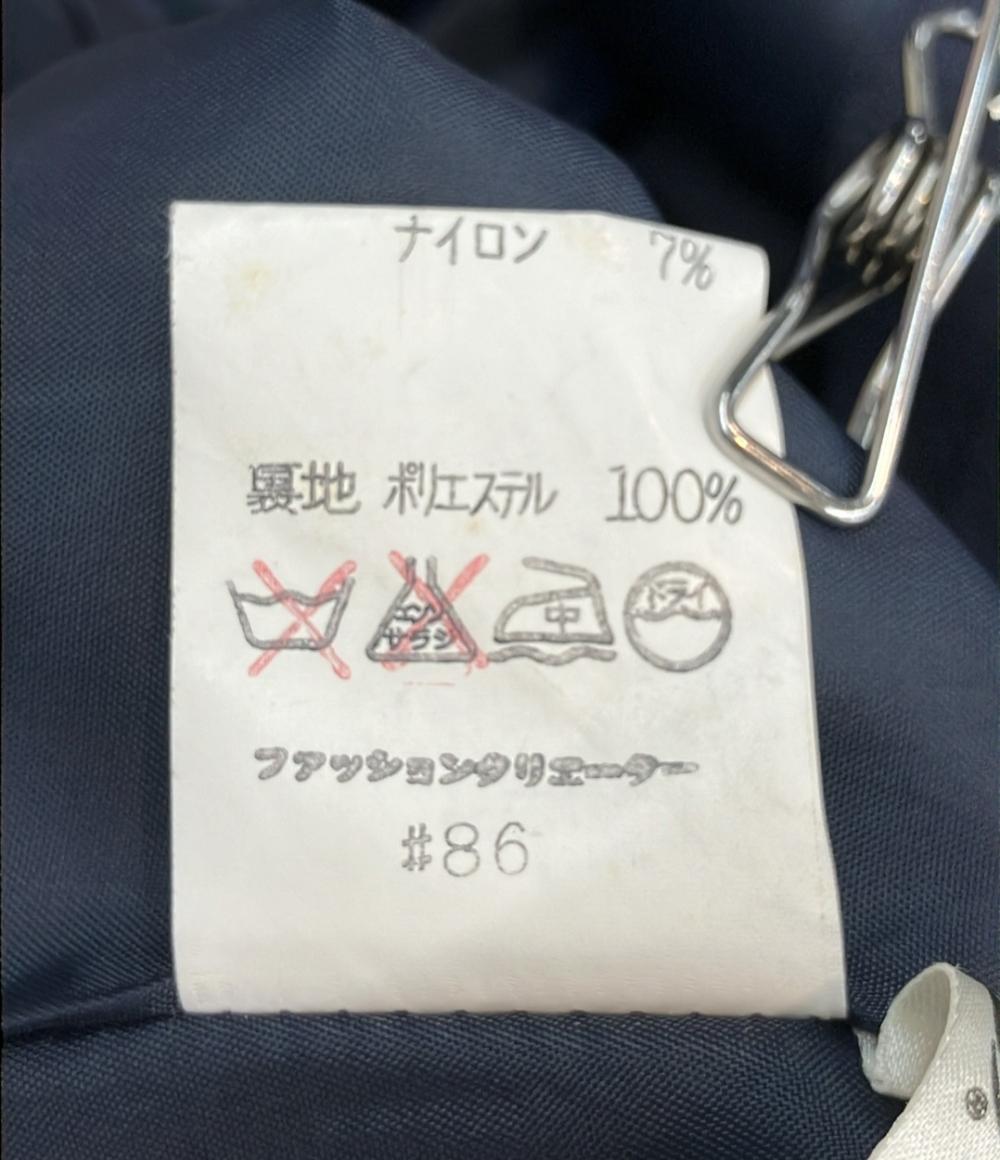 ナイロン 7%
裏地 ポリエステル 100%
エンソ サラシ 中 ドライ
ファッションクリエーター
#86